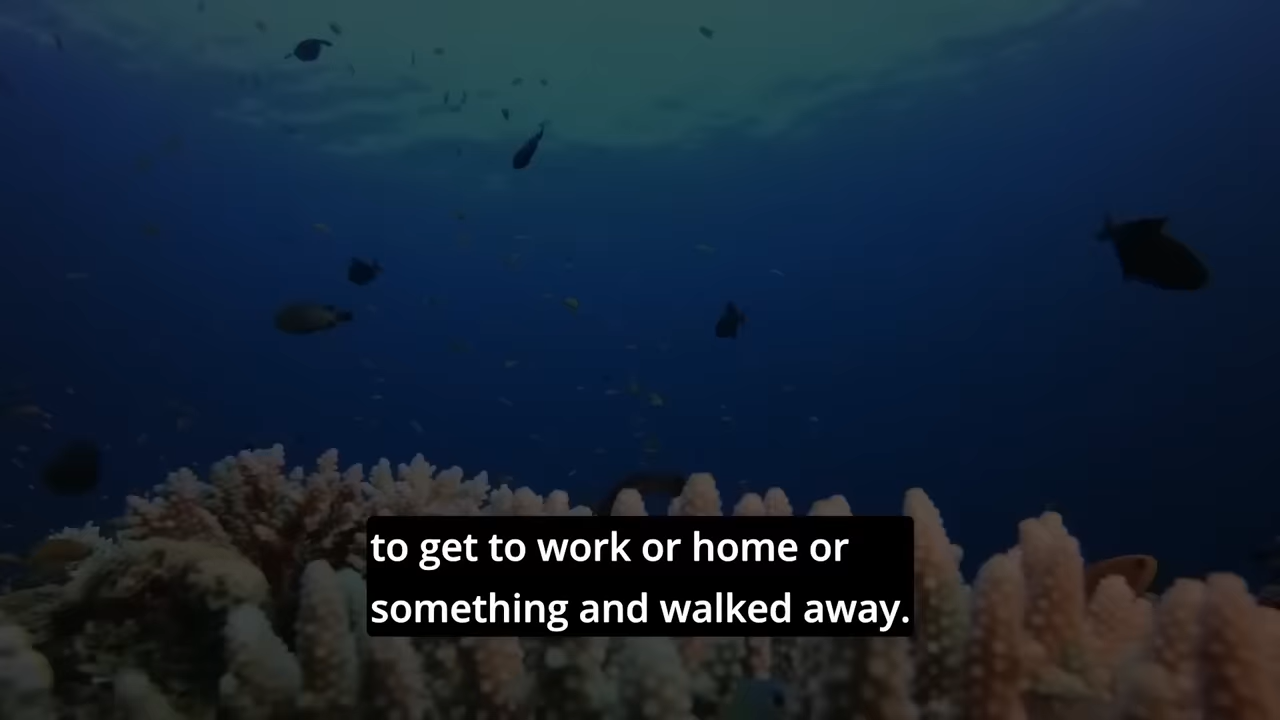 to get to work or home or
something and walked away.